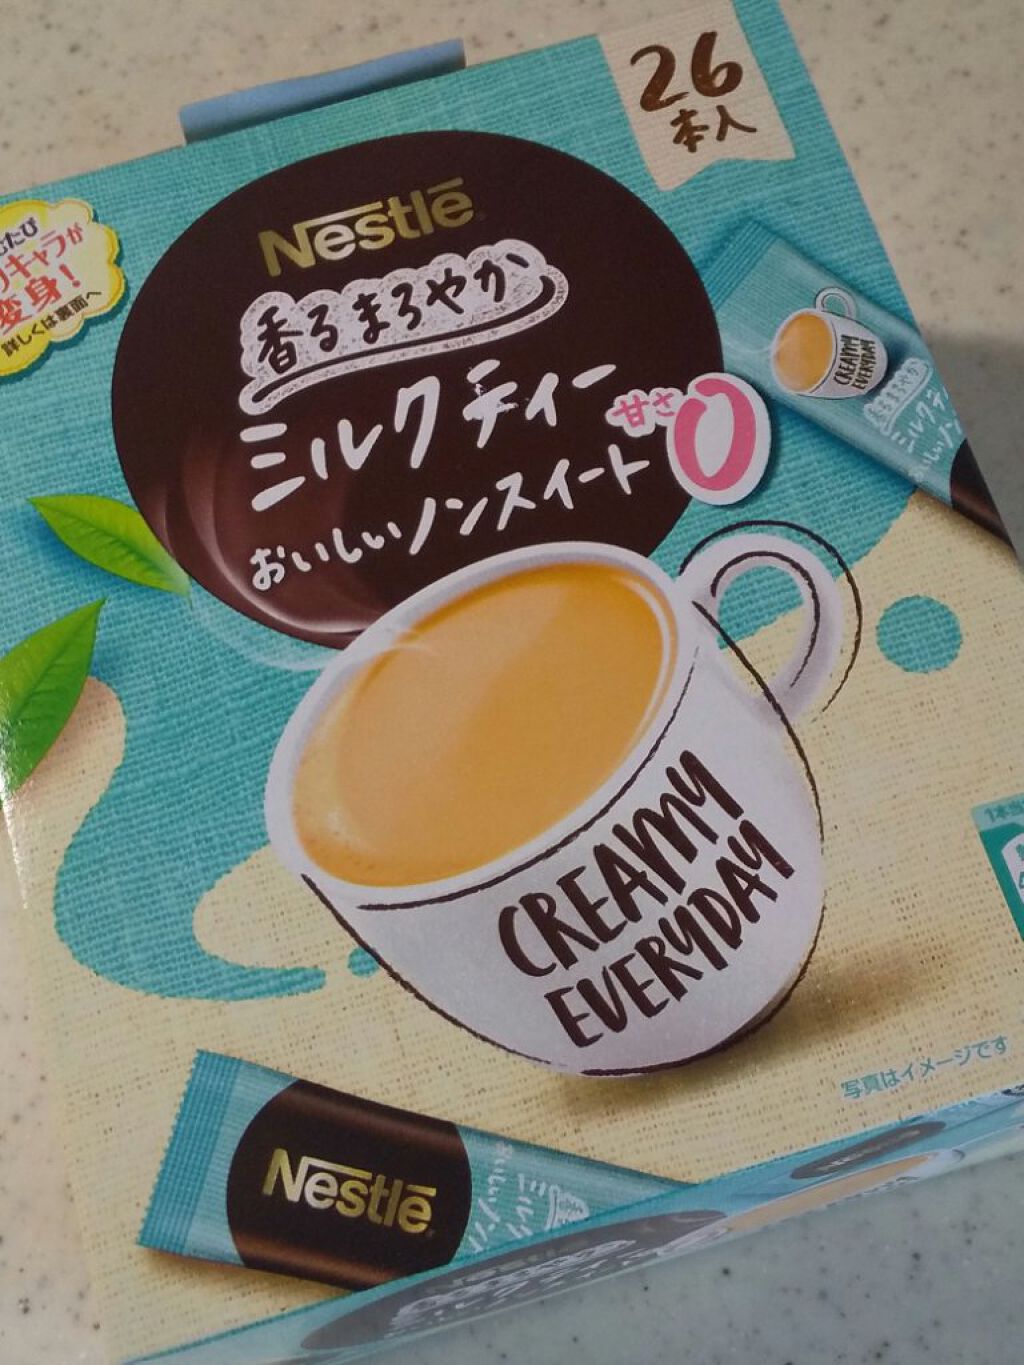 26
本入
Nestlé
香るまろやか
ミルクティー
甘さ0
おいしいノンスイート
キャラが
変身!
詳しくは裏面へ
CREAMY
EVERYDAY
CREAMY
EVERYDAY
写真はイメージです
Nestlé